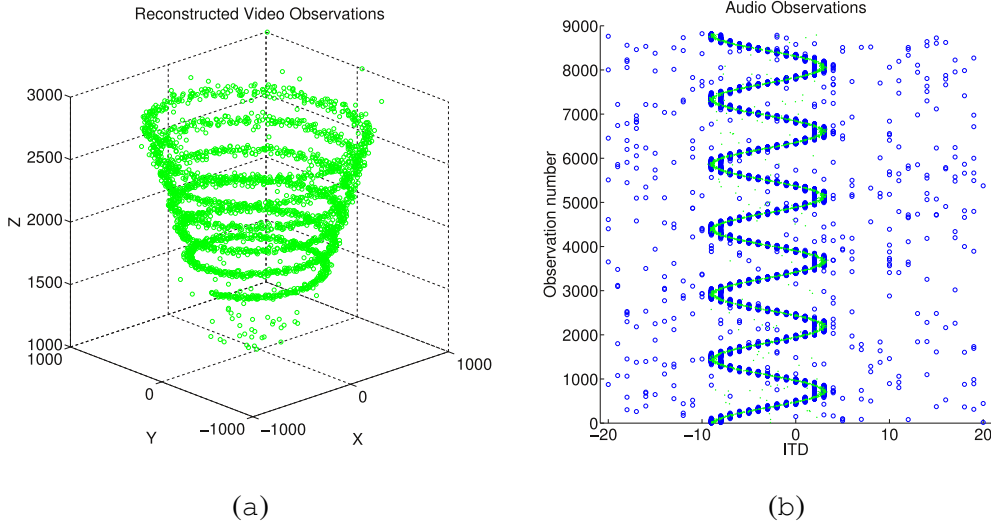 Reconstructed Video Observations
3000
2500
2000
1500
1000
Z
1000
0
−1000
Y
−1000
0
1000
X
(a)
Audio Observations
9000
8000
7000
6000
5000
4000
3000
2000
1000
0
Observation number
−20
−10
0
10
20
ITD
(b)